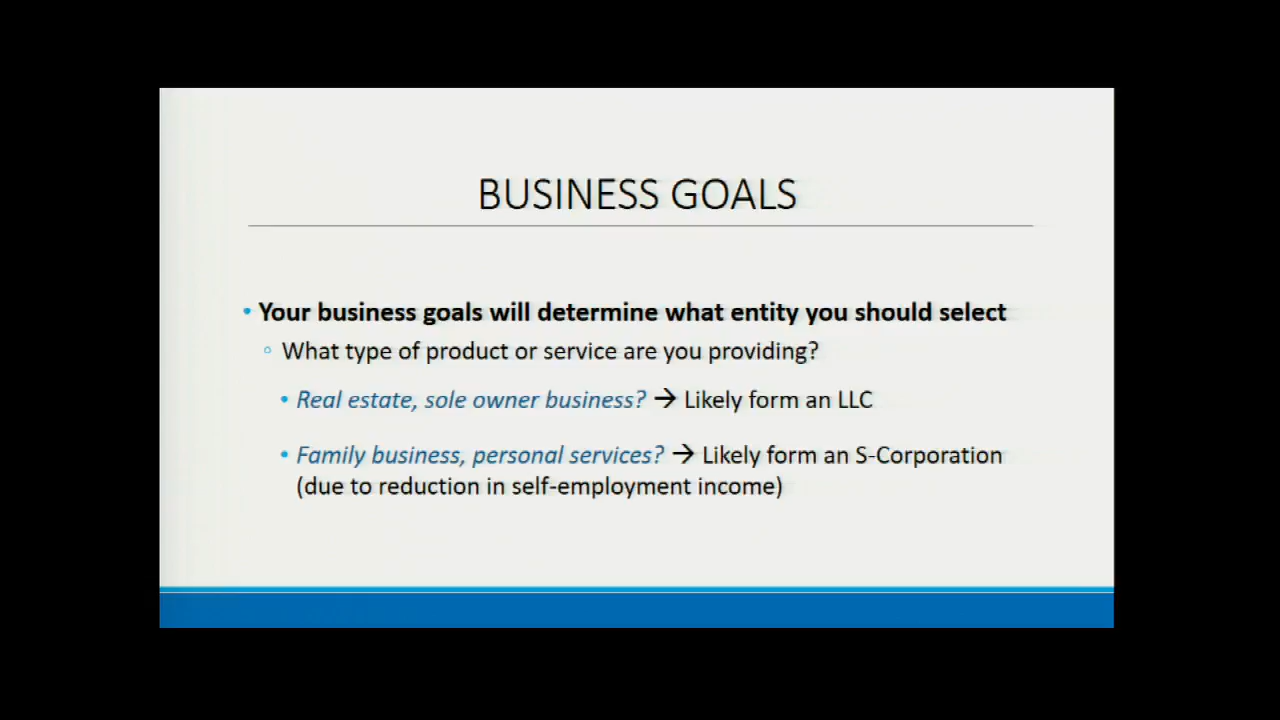 BUSINESS GOALS
• Your business goals will determine what entity you should select
◦ What type of product or service are you providing?
• Real estate, sole owner business? → Likely form an LLC
• Family business, personal services? → Likely form an S-Corporation
(due to reduction in self-employment income)